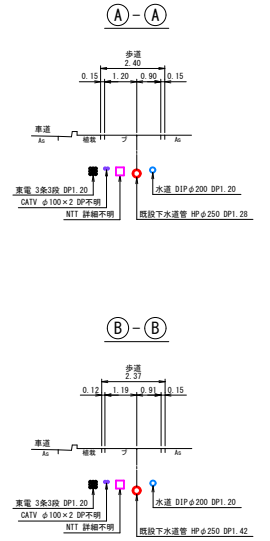 A - A
歩道
2.40
0.15 1.20 0.90 0.15
車道
As 植栽 ブ As
東電 3条3段 DP1.20 水道 DIPφ200 DP1.20
CATV φ100×2 DP不明
NTT 詳細不明 既設下水道管 HPφ250 DP1.28
B - B
歩道
2.37
0.12 1.19 0.91 0.15
車道
As 植栽 ブ As
東電 3条3段 DP1.20 水道 DIPφ200 DP1.20
CATV φ100×2 DP不明
NTT 詳細不明 既設下水道管 HPφ250 DP1.42